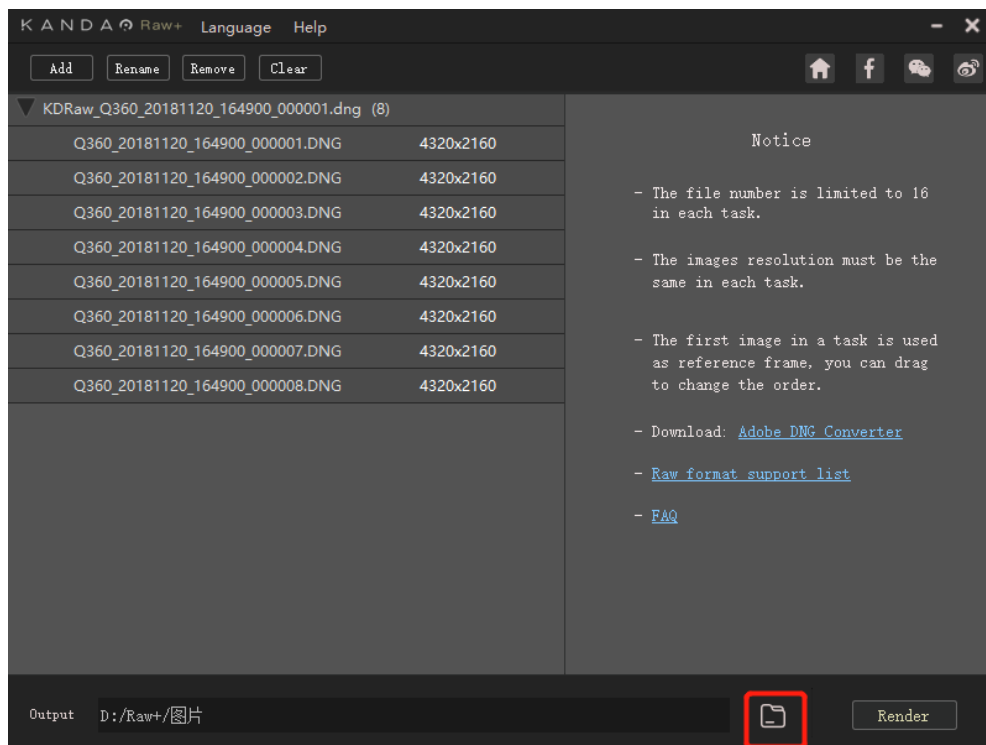 KANDAO Raw+ Language Help
Add Rename Remove Clear
KDRaw_Q360_20181120_164900_000001.dng (8)
Q360_20181120_164900_000001.DNG 4320x2160
Q360_20181120_164900_000002.DNG 4320x2160
Q360_20181120_164900_000003.DNG 4320x2160
Q360_20181120_164900_000004.DNG 4320x2160
Q360_20181120_164900_000005.DNG 4320x2160
Q360_20181120_164900_000006.DNG 4320x2160
Q360_20181120_164900_000007.DNG 4320x2160
Q360_20181120_164900_000008.DNG 4320x2160
Notice
- The file number is limited to 16
in each task.
- The images resolution must be the
same in each task.
- The first image in a task is used
as reference frame, you can drag
to change the order.
- Download: Adobe DNG Converter
- Raw format support list
- FAQ
Output D:/Raw+/图片 Render